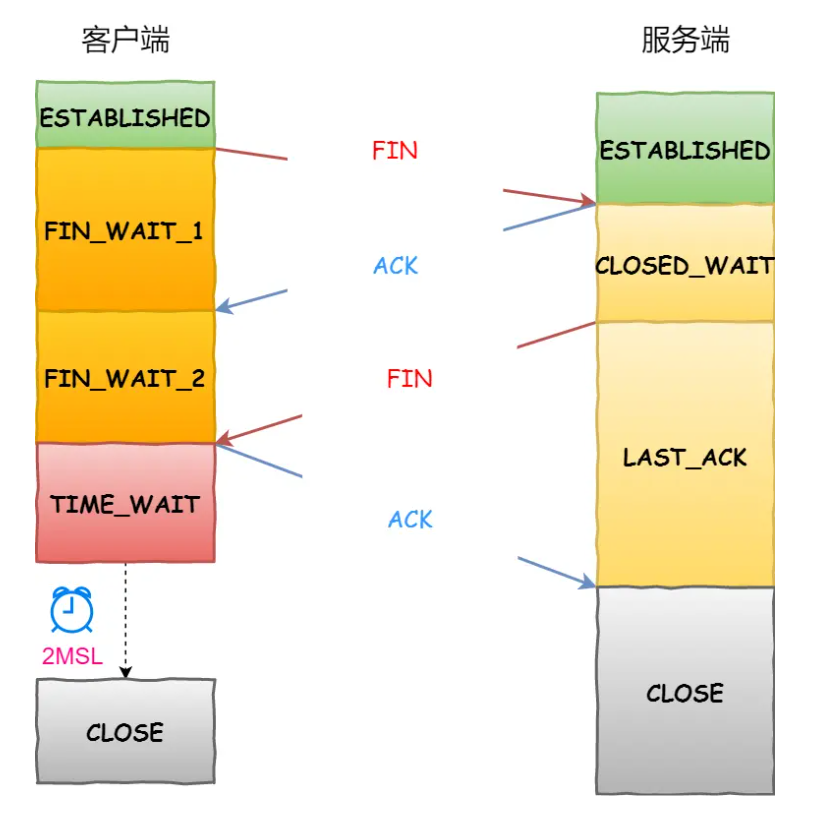 客户端
服务端
ESTABLISHED
FIN
ESTABLISHED
FIN_WAIT_1
ACK
CLOSED_WAIT
FIN_WAIT_2
FIN
LAST_ACK
TIME_WAIT
ACK
2MSL
CLOSE
CLOSE